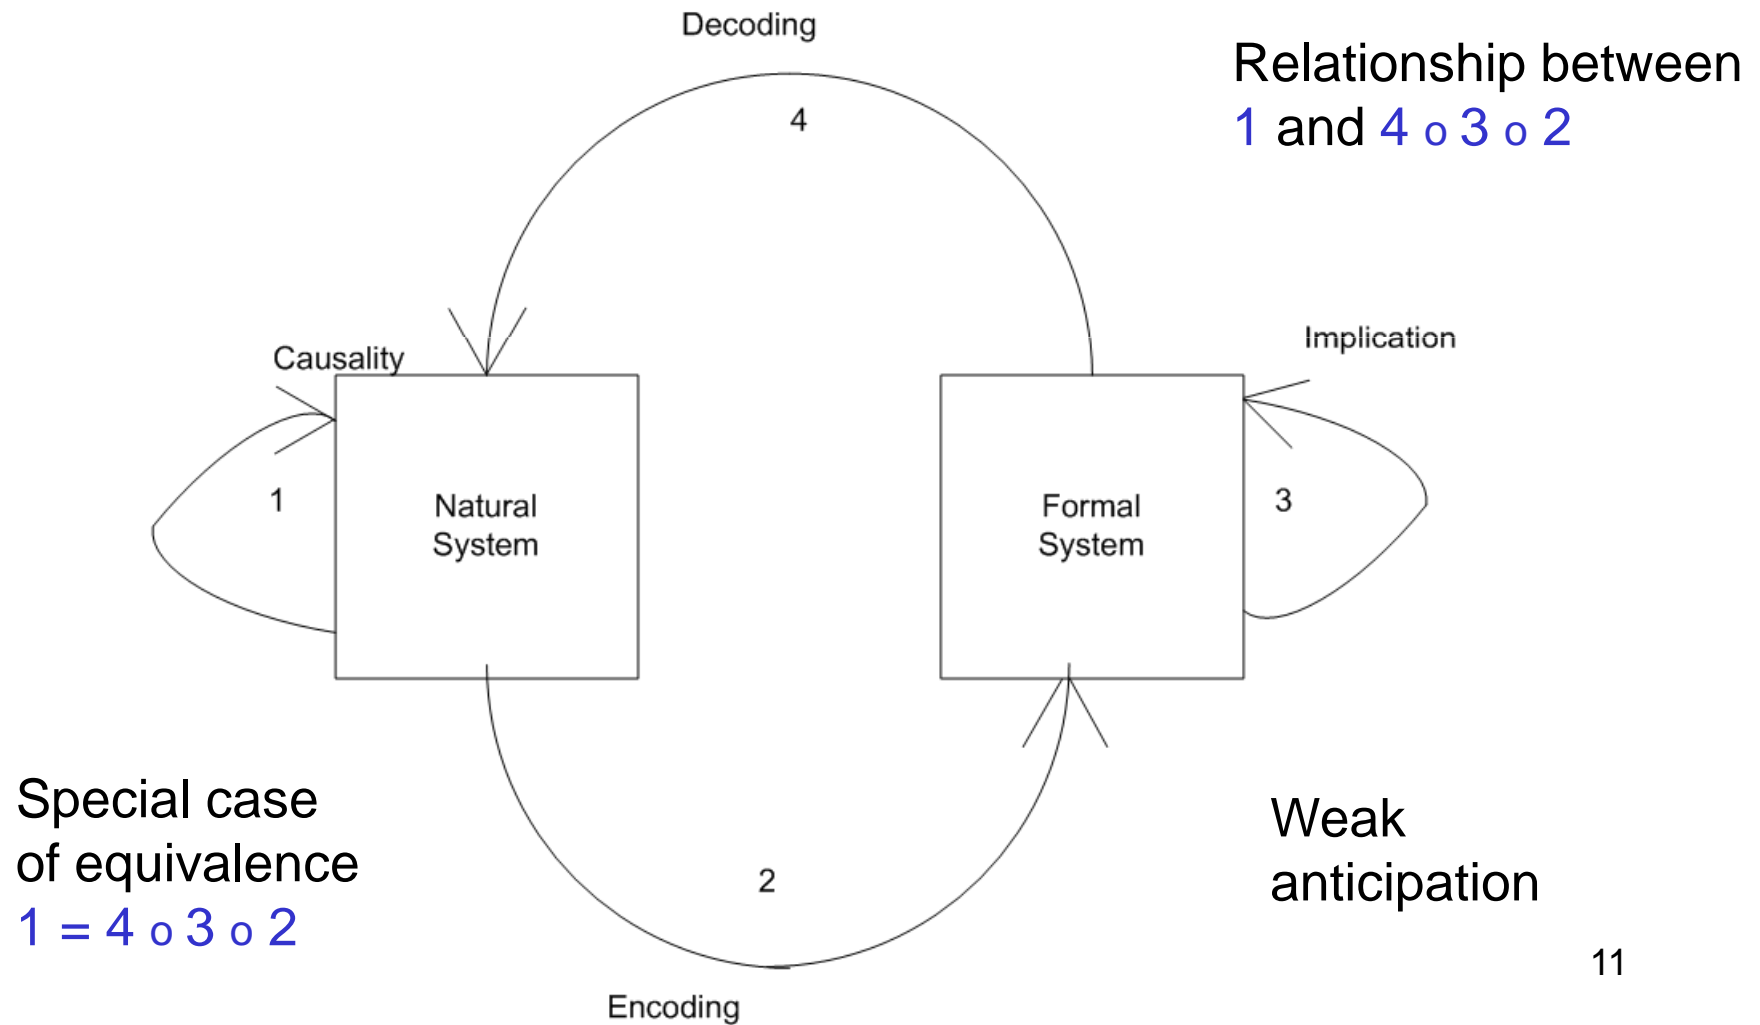 Decoding
Relationship between
1 and 4 o 3 o 2
4
Implication
Causality
1
Natural
System
Formal
System
3
Special case
of equivalence
1 = 4 o 3 o 2
Weak
anticipation
2
11
Encoding